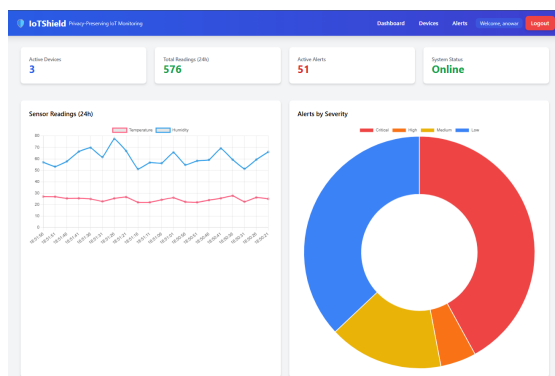 IoTShield Privacy-Preserving IoT Monitoring
Dashboard Devices Alerts Welcome, anowar Logout
Active Devices
3
Total Readings (24h)
576
Active Alerts
51
System Status
Online
Sensor Readings (24h)
Temperature Humidity
80
70
60
50
40
30
20
10
0
Alerts by Severity
Critical High Medium Low